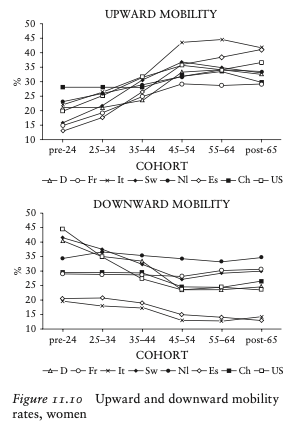 UPWARD MOBILITY
50
45
40
35
30
25
20
15
10
%
pre-24 25–34 35–44 45–54 55–64 post-65
COHORT
D Fr It Sw Nl Es Ch US
DOWNWARD MOBILITY
50
45
40
35
30
25
20
15
10
%
pre-24 25–34 35–44 45–54 55–64 post-65
COHORT
D Fr It Sw Nl Es Ch US
Figure 11.10 Upward and downward mobility
rates, women